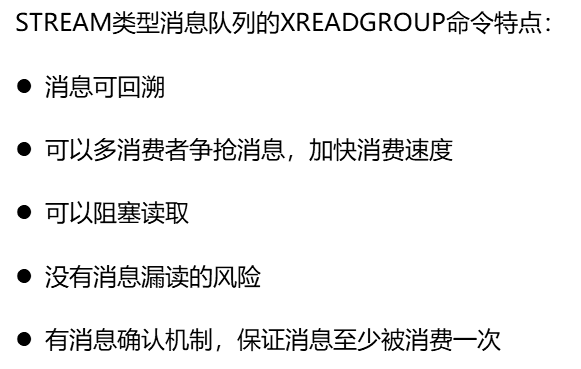 STREAM类型消息队列的XREADGROUP命令特点：
● 消息可回溯
● 可以多消费者争抢消息，加快消费速度
● 可以阻塞读取
● 没有消息漏读的风险
● 有消息确认机制，保证消息至少被消费一次